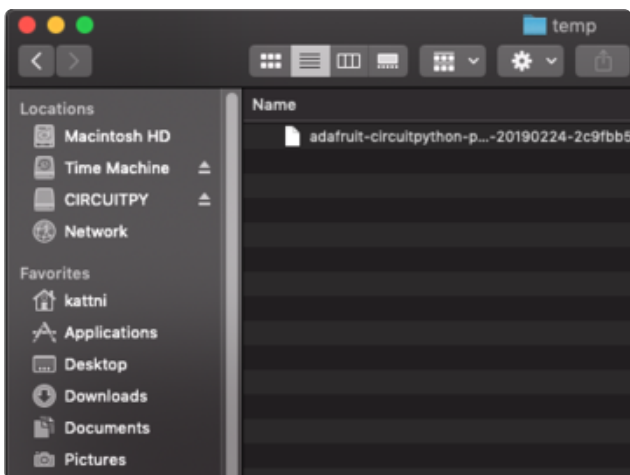 temp
Locations
Name
Macintosh HD
adafruit-circuitpython-p...-20190224-2c9fbb5
Time Machine
CIRCUITPY
Network
Favorites
kattni
Applications
Desktop
Downloads
Documents
Pictures